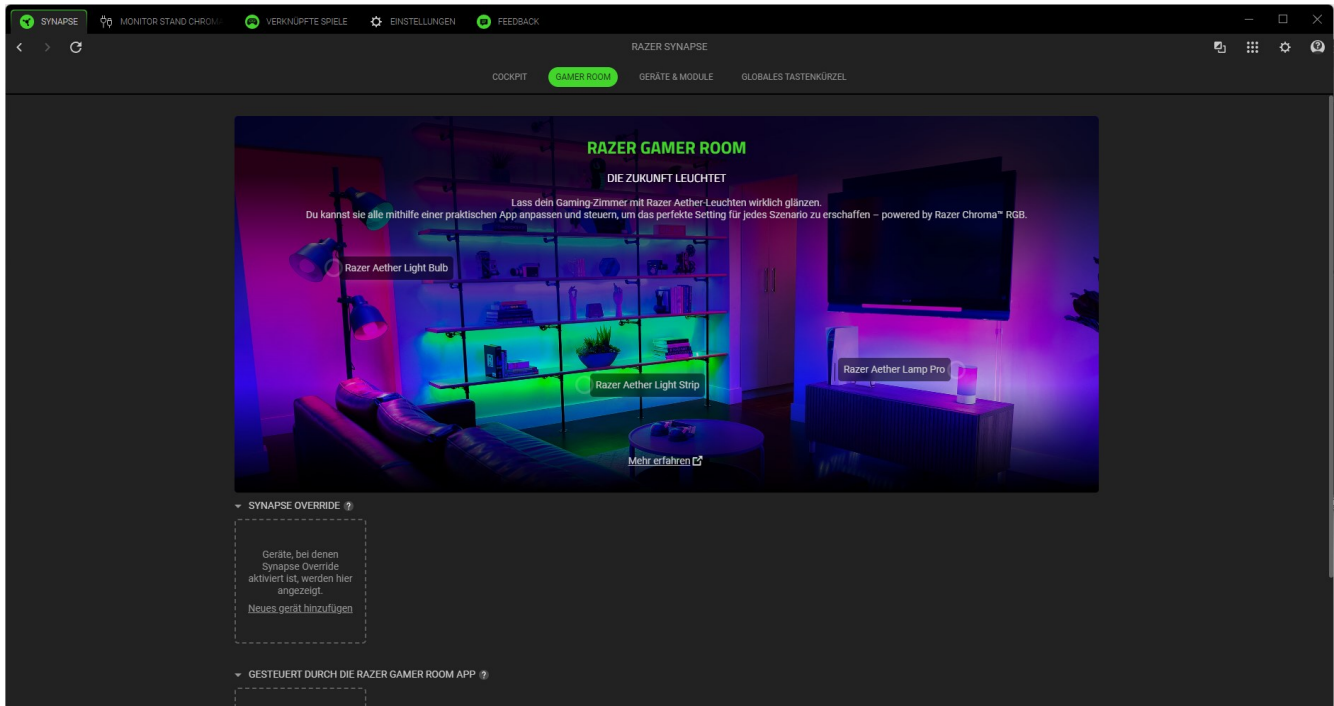 SYNAPSE
MONITOR STAND CHROM
VERKNÜPFTE SPIELE
EINSTELLUNGEN
FEEDBACK
RAZER SYNAPSE
COCKPIT
GAMER ROOM
GERÄTE & MODULE
GLOBALES TASTENKÜRZEL
RAZER GAMER ROOM
DIE ZUKUNFT LEUCHTET
Lass dein Gaming-Zimmer mit Razer Aether-Leuchten wirklich glänzen.
Du kannst sie alle mithilfe einer praktischen App anpassen und steuern, um das perfekte Setting für jedes Szenario zu erschaffen – powered by Razer Chroma™ RGB.
Razer Aether Light Bulb
Razer Aether Lamp Pro
Razer Aether Light Strip
Mehr erfahren
SYNAPSE OVERRIDE ?
Geräte, bei denen
Synapse Override
aktiviert ist, werden hier
angezeigt.
Neues gerät hinzufügen
GESTEUERT DURCH DIE RAZER GAMER ROOM APP ?